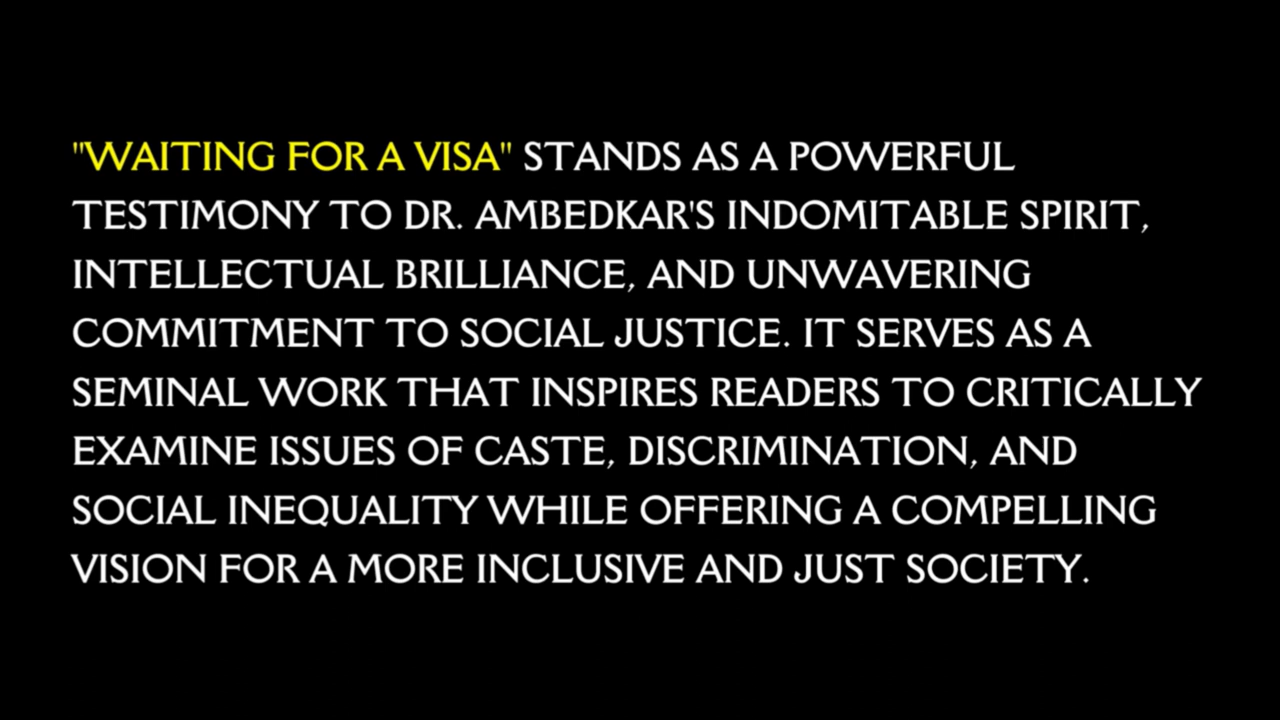 "WAITING FOR A VISA" STANDS AS A POWERFUL
TESTIMONY TO DR. AMBEDKAR'S INDOMITABLE SPIRIT,
INTELLECTUAL BRILLIANCE, AND UNWAVERING
COMMITMENT TO SOCIAL JUSTICE. IT SERVES AS A
SEMINAL WORK THAT INSPIRES READERS TO CRITICALLY
EXAMINE ISSUES OF CASTE, DISCRIMINATION, AND
SOCIAL INEQUALITY WHILE OFFERING A COMPELLING
VISION FOR A MORE INCLUSIVE AND JUST SOCIETY.